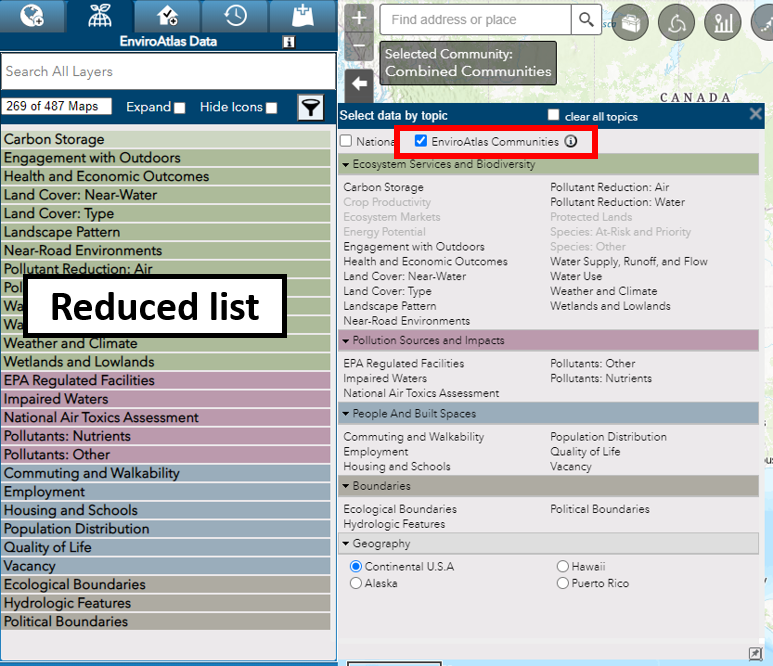 EnviroAtlas Data
Search All Layers
269 of 487 Maps
Expand
Hide Icons
Carbon Storage
Engagement with Outdoors
Health and Economic Outcomes
Land Cover: Near-Water
Land Cover: Type
Landscape Pattern
Near-Road Environments
Pollutant Reduction: Air
Pol
Wa
Wa
Reduced list
Weather and Climate
Wetlands and Lowlands
EPA Regulated Facilities
Impaired Waters
National Air Toxics Assessment
Pollutants: Nutrients
Pollutants: Other
Commuting and Walkability
Employment
Housing and Schools
Population Distribution
Quality of Life
Vacancy
Ecological Boundaries
Hydrologic Features
Political Boundaries
Find address or place
Selected Community:
Combined Communities
CANADA
Select data by topic
clear all topics
Nationa
EnviroAtlas Communities
Ecosystem Services and Biodiversity
Carbon Storage
Crop Productivity
Ecosystem Markets
Energy Potential
Engagement with Outdoors
Health and Economic Outcomes
Land Cover: Near-Water
Land Cover: Type
Landscape Pattern
Near-Road Environments
Pollutant Reduction: Air
Pollutant Reduction: Water
Protected Lands
Species: At-Risk and Priority
Species: Other
Water Supply, Runoff, and Flow
Water Use
Weather and Climate
Wetlands and Lowlands
Pollution Sources and Impacts
EPA Regulated Facilities
Impaired Waters
National Air Toxics Assessment
Pollutants: Other
Pollutants: Nutrients
People And Built Spaces
Commuting and Walkability
Employment
Housing and Schools
Population Distribution
Quality of Life
Vacancy
Boundaries
Ecological Boundaries
Hydrologic Features
Political Boundaries
Geography
Continental U.S.A
Alaska
Hawaii
Puerto Rico